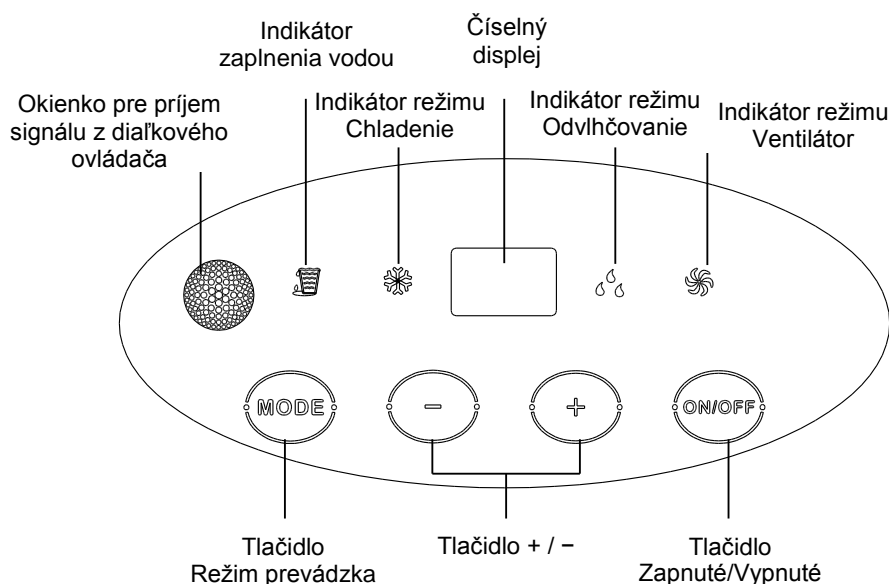 Indikátor
zaplnenia vodou
Číselný
displej
Okienko pre príjem
signálu z diaľkového
ovládača
Indikátor režimu
Chladenie
Indikátor režimu
Odvlhčovanie
Indikátor režimu
Ventilátor
MODE
−
+
ON/OFF
Tlačidlo
Režim prevádzka
Tlačidlo + / −
Tlačidlo
Zapnuté/Vypnuté